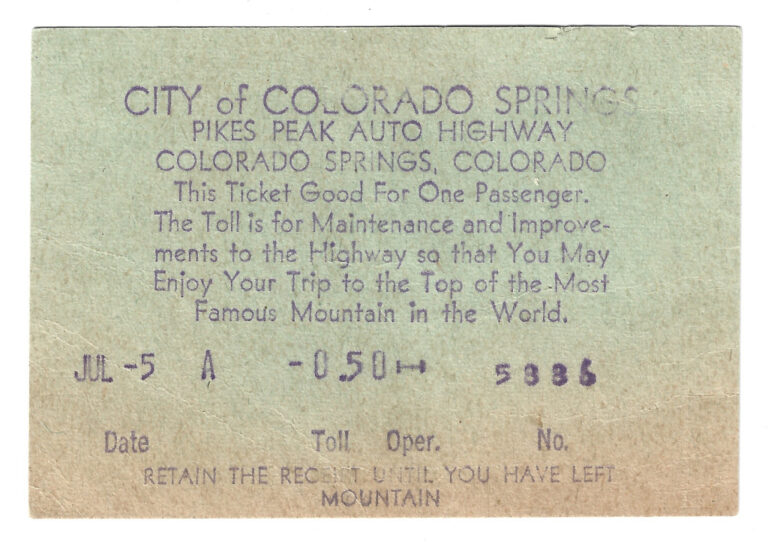 CITY of COLORADO SPRINGS
PIKES PEAK AUTO HIGHWAY
COLORADO SPRINGS, COLORADO
This Ticket Good For One Passenger.
The Toll is for Maintenance and Improve-
ments to the Highway so that You May
Enjoy Your Trip to the Top of the Most
Famous Mountain in the World.
JUL -5 A -0.50
Date Toll Oper. No.
RETAIN THE RECEIPT UNTIL YOU HAVE LEFT
MOUNTAIN